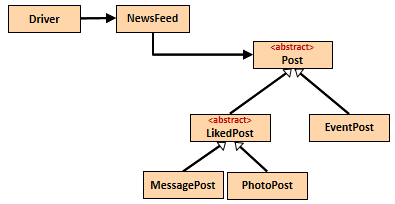 Driver
NewsFeed
<abstract>
Post
<abstract>
LikedPost
EventPost
MessagePost
PhotoPost